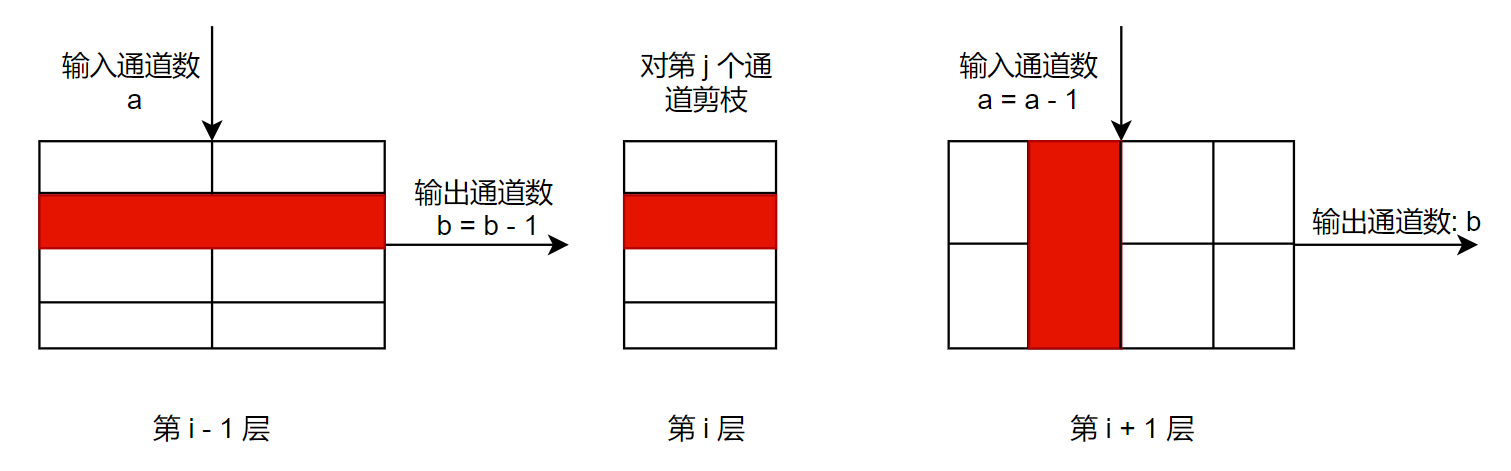 输入通道数
a
输出通道数
b = b - 1
第 i - 1 层
对第 j 个通
道剪枝
第 i 层
输入通道数
a = a - 1
输出通道数: b
第 i + 1 层